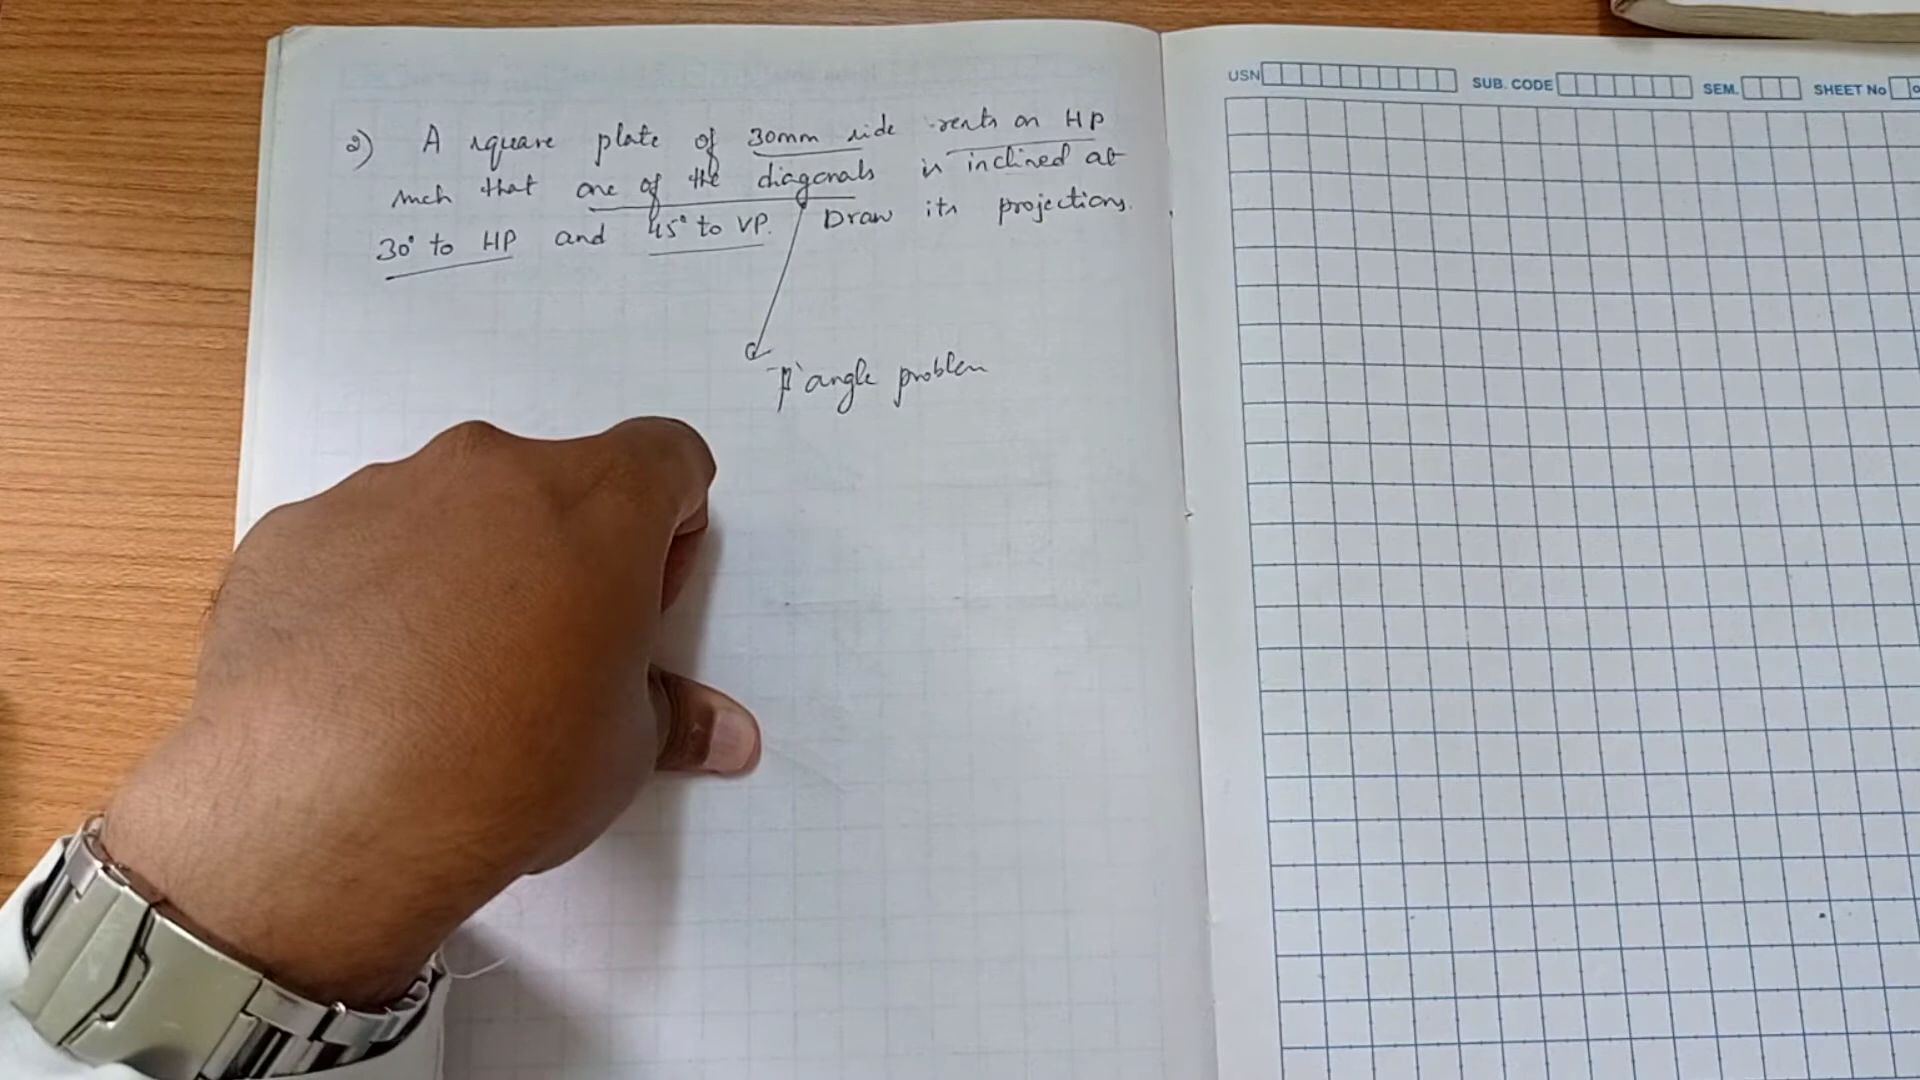 2) A square plate of 30mm side rests on HP
such that one of the diagonals is inclined at
30° to HP and 45° to VP. Draw its projections.
'β' angle problem
USN SUB. CODE SEM. SHEET No